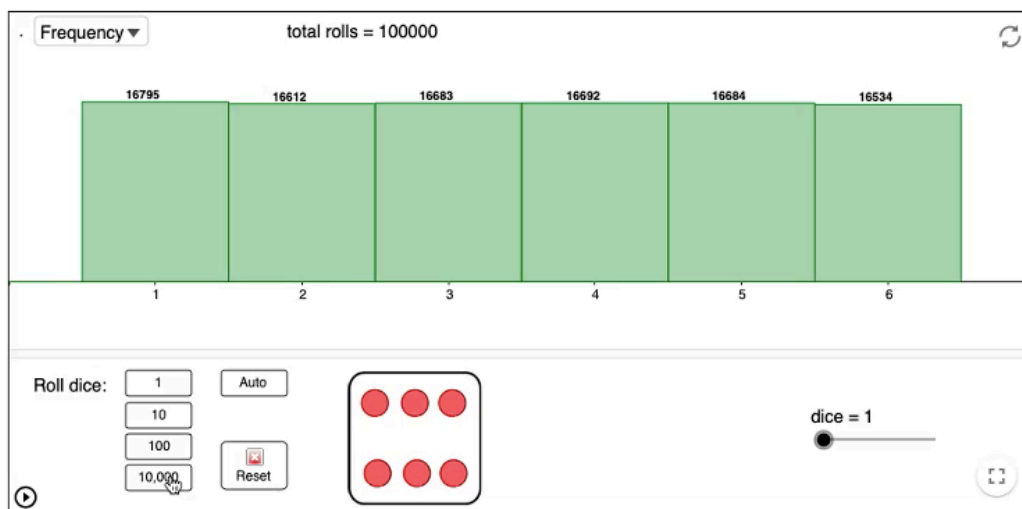 Frequency
total rolls = 100000
16795 16612 16683 16692 16684 16534
1 2 3 4 5 6
Roll dice:
1
Auto
10
100
10,000
Reset
dice = 1